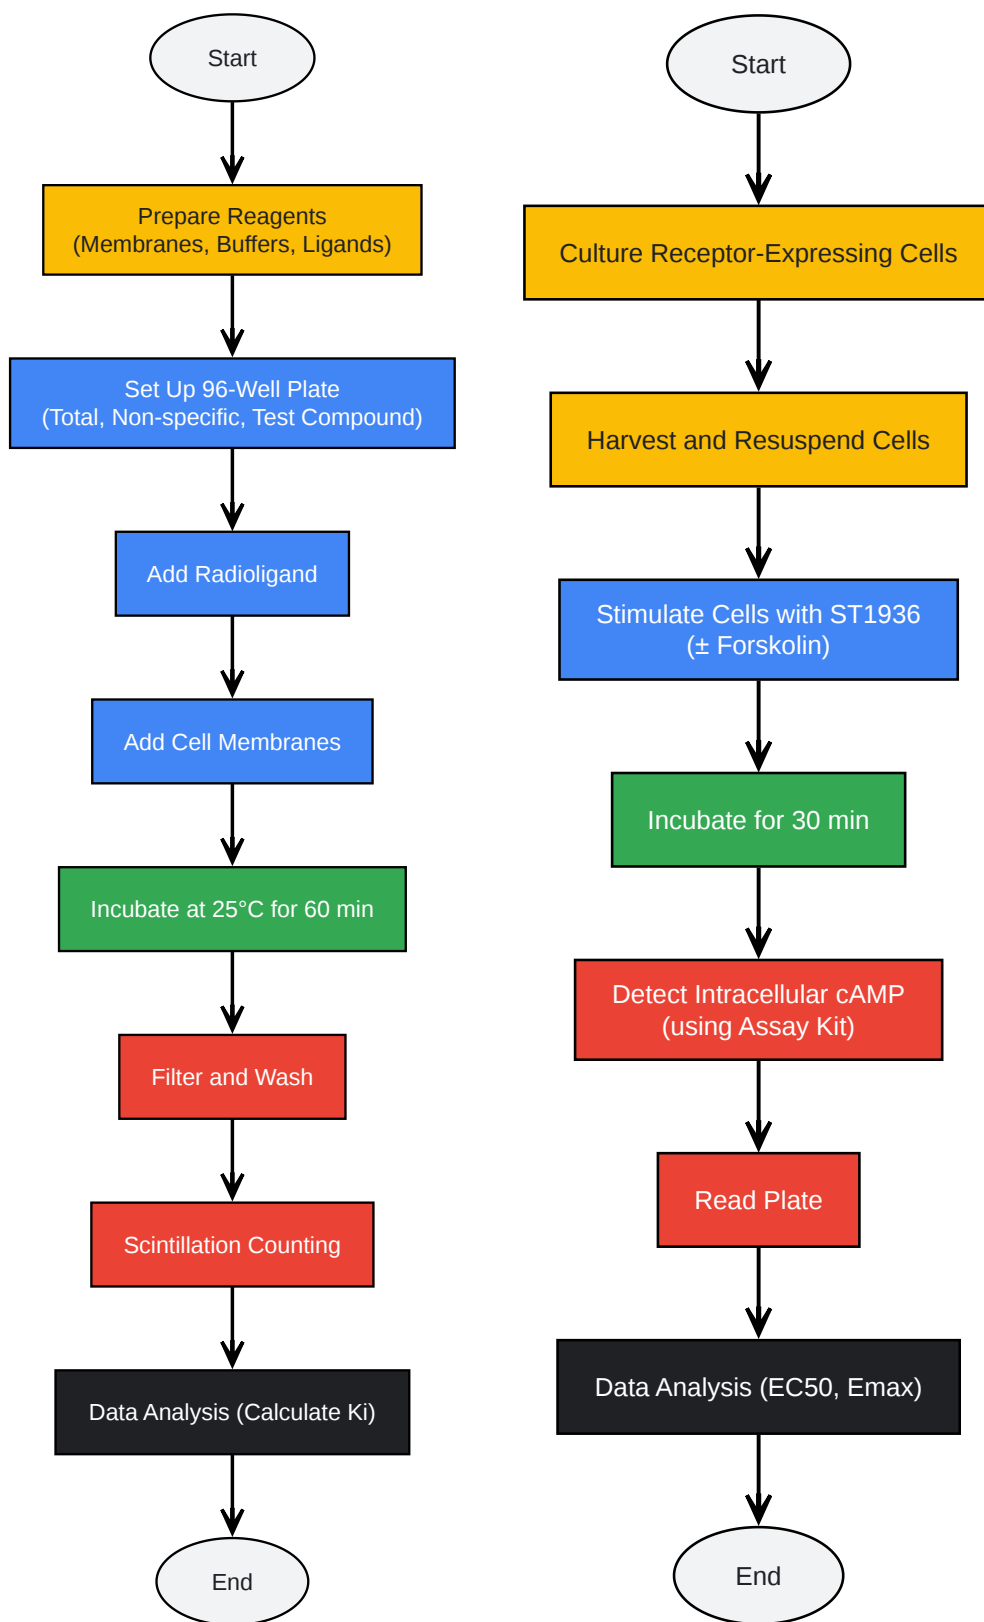 Start
Prepare Reagents
(Membranes, Buffers, Ligands)
Set Up 96-Well Plate
(Total, Non-specific, Test Compound)
Add Radioligand
Add Cell Membranes
Incubate at 25°C for 60 min
Filter and Wash
Scintillation Counting
Data Analysis (Calculate Ki)
End
Start
Culture Receptor-Expressing Cells
Harvest and Resuspend Cells
Stimulate Cells with ST1936
(± Forskolin)
Incubate for 30 min
Detect Intracellular cAMP
(using Assay Kit)
Read Plate
Data Analysis (EC50, Emax)
End